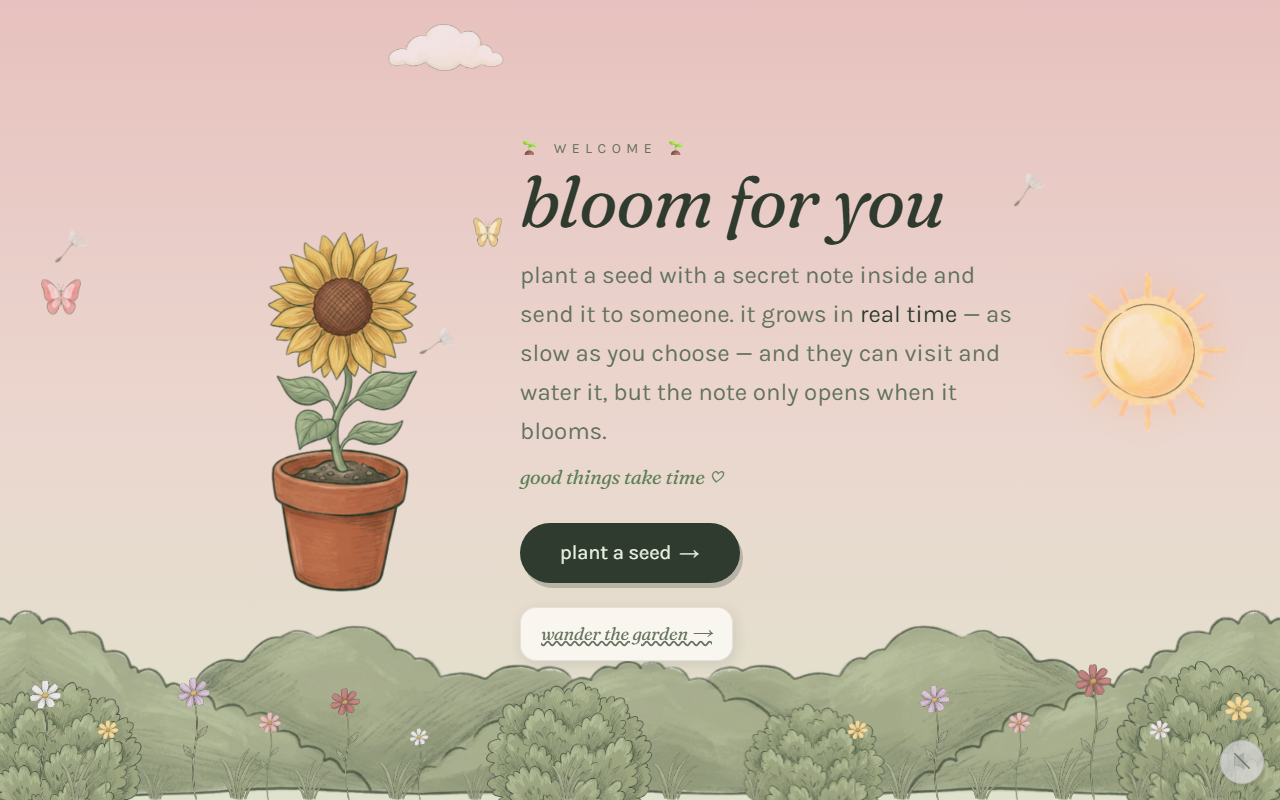 🌱 WELCOME 🌱
bloom for you
plant a seed with a secret note inside and
send it to someone. it grows in real time — as
slow as you choose — and they can visit and
water it, but the note only opens when it
blooms.
good things take time ♡
plant a seed →
wander the garden →